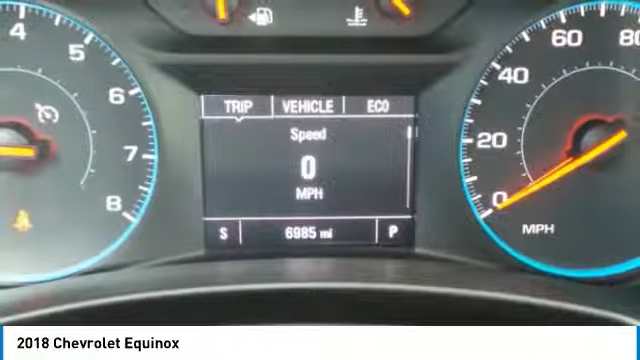 4
5
6
7
8
TRIP VEHICLE ECO
Speed
0
MPH
S 6985 mi P
0
20
40
60
80
MPH
2018 Chevrolet Equinox